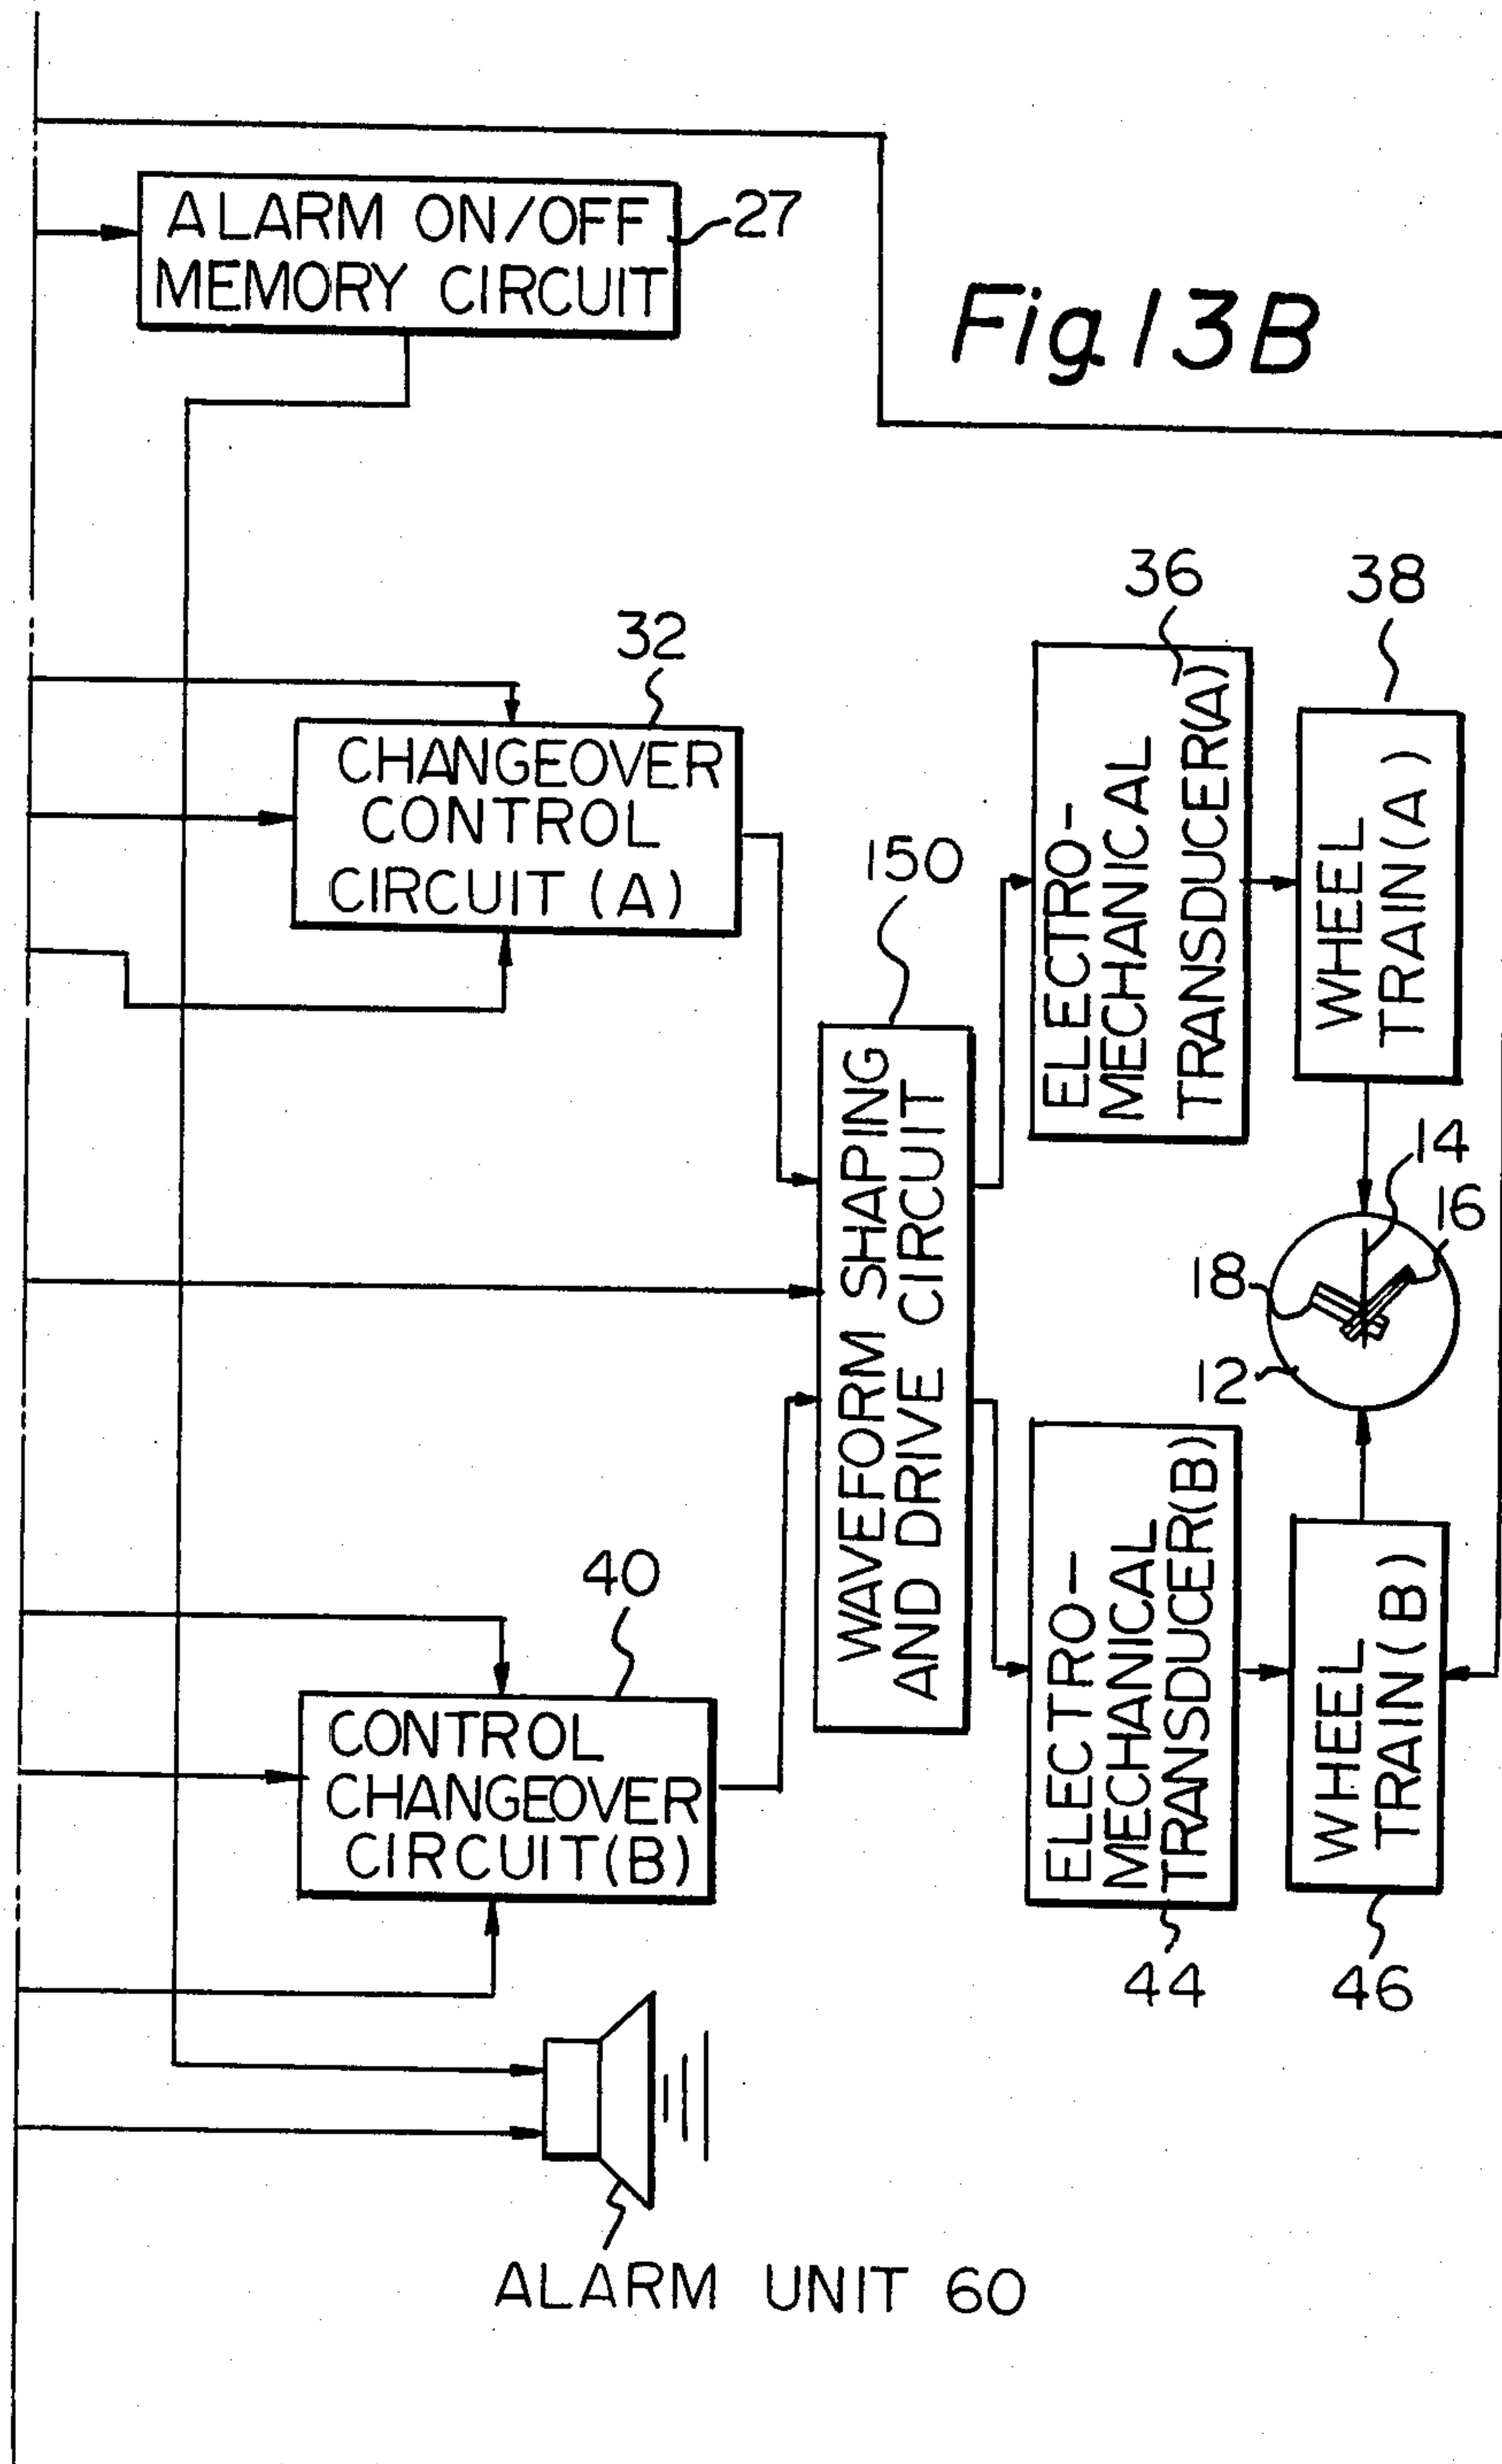 ALARM ON/OFF
MEMORY CIRCUIT
27
Fig 13B
32
CHANGEOVER
CONTROL
CIRCUIT (A)
150
WAVEFORM SHAPING
AND DRIVE CIRCUIT
36
ELECTRO-
MECHANICAL
TRANSDUCER(A)
38
WHEEL
TRAIN(A)
14
16
18
12
40
CONTROL
CHANGEOVER
CIRCUIT(B)
ELECTRO-
MECHANICAL
TRANSDUCER(B)
44
WHEEL
TRAIN(B)
46
ALARM UNIT 60